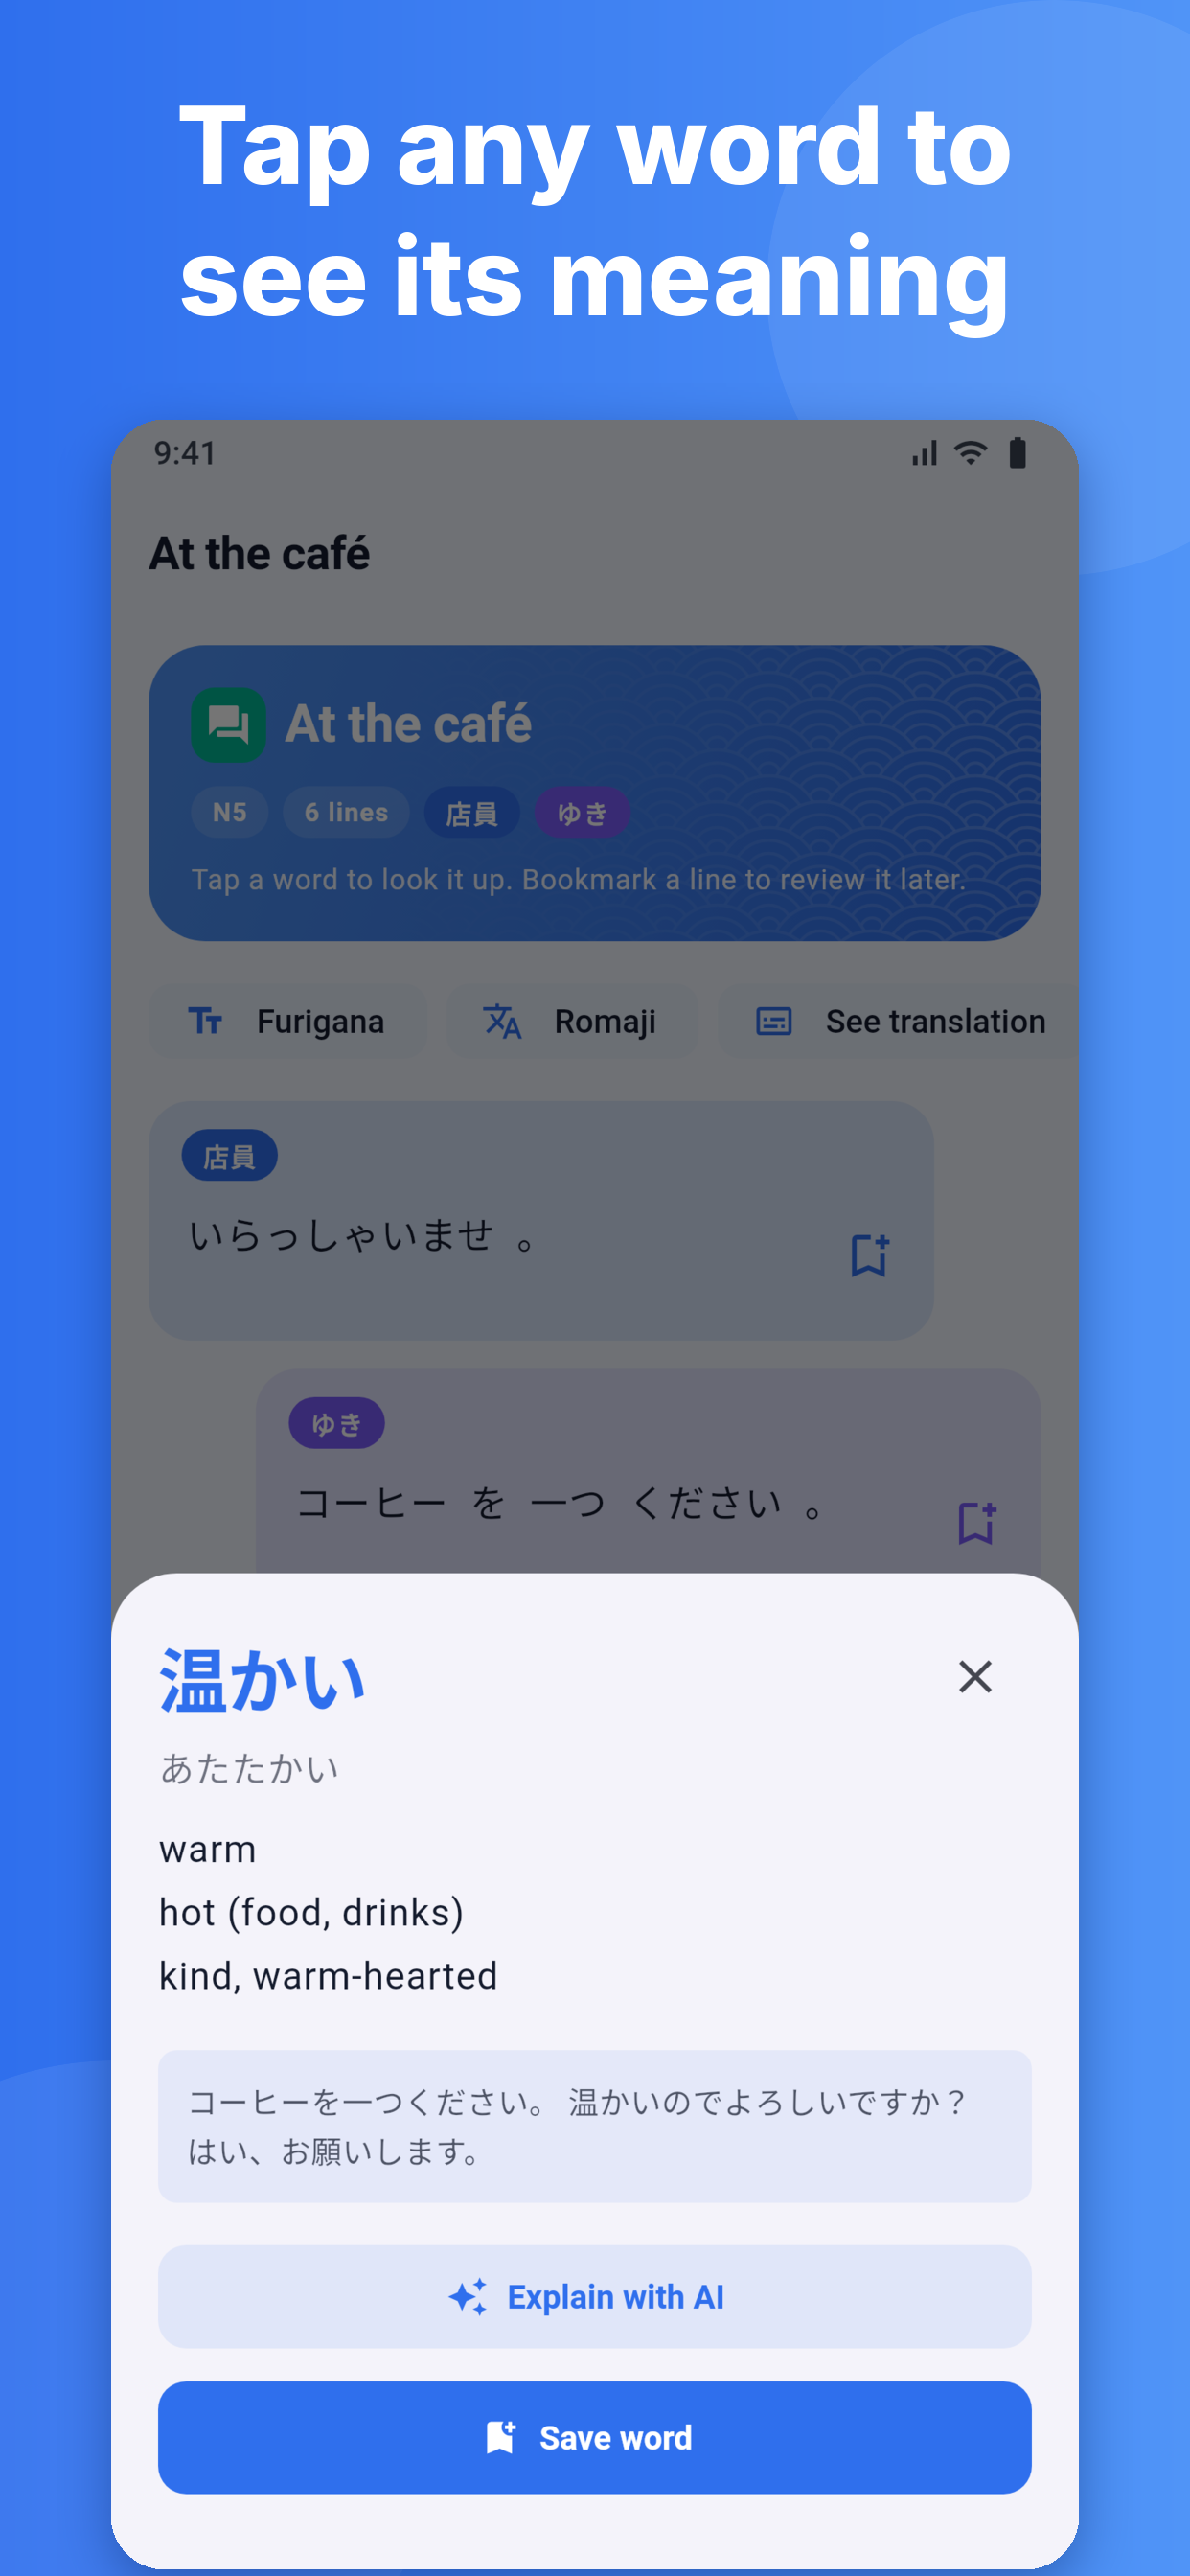 Tap any word to
see its meaning
9:41
At the café
At the café
N5 6 lines 店員 ゆき
Tap a word to look it up. Bookmark a line to review it later.
Furigana Romaji See translation
店員
いらっしゃいませ 。
ゆき
コーヒー を 一つ ください 。
温かい
あたたかい
warm
hot (food, drinks)
kind, warm-hearted
コーヒーを一つください。 温かいのでよろしいですか？
はい、お願いします。
Explain with AI
Save word